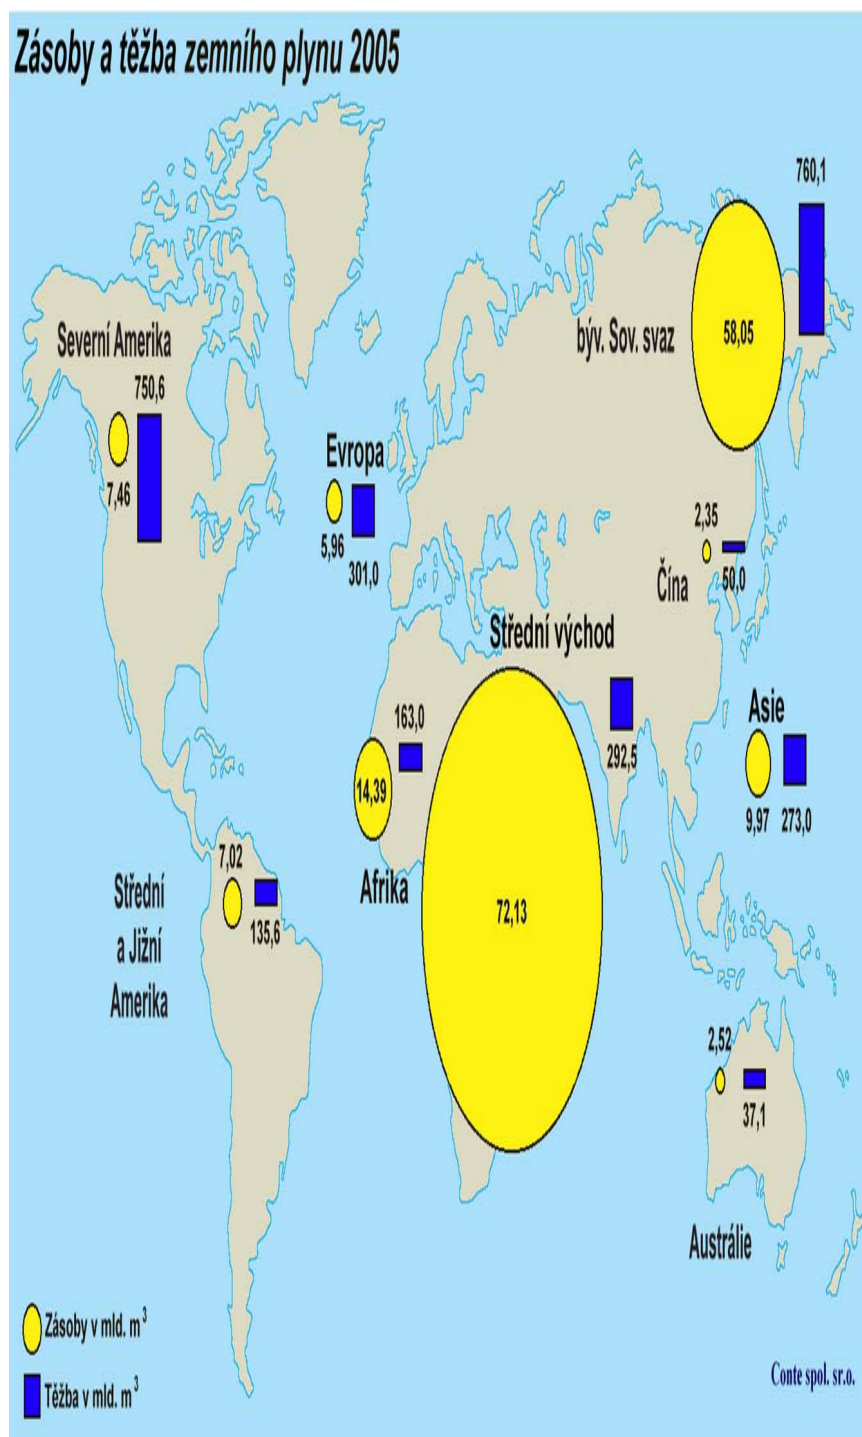 Zásoby a těžba zemního plynu 2005
760,1
Severní Amerika
750,6
7,46
býv. Sov. svaz
58,05
Evropa
5,96
301,0
2,35
Čína
50,0
Střední východ
292,5
72,13
163,0
14,39
Afrika
Asie
9,97
273,0
7,02
Střední
a Jižní
Amerika
135,6
2,52
37,1
Austrálie
Zásoby v mld. m³
Těžba v mld. m³
Conte spol. sr.o.